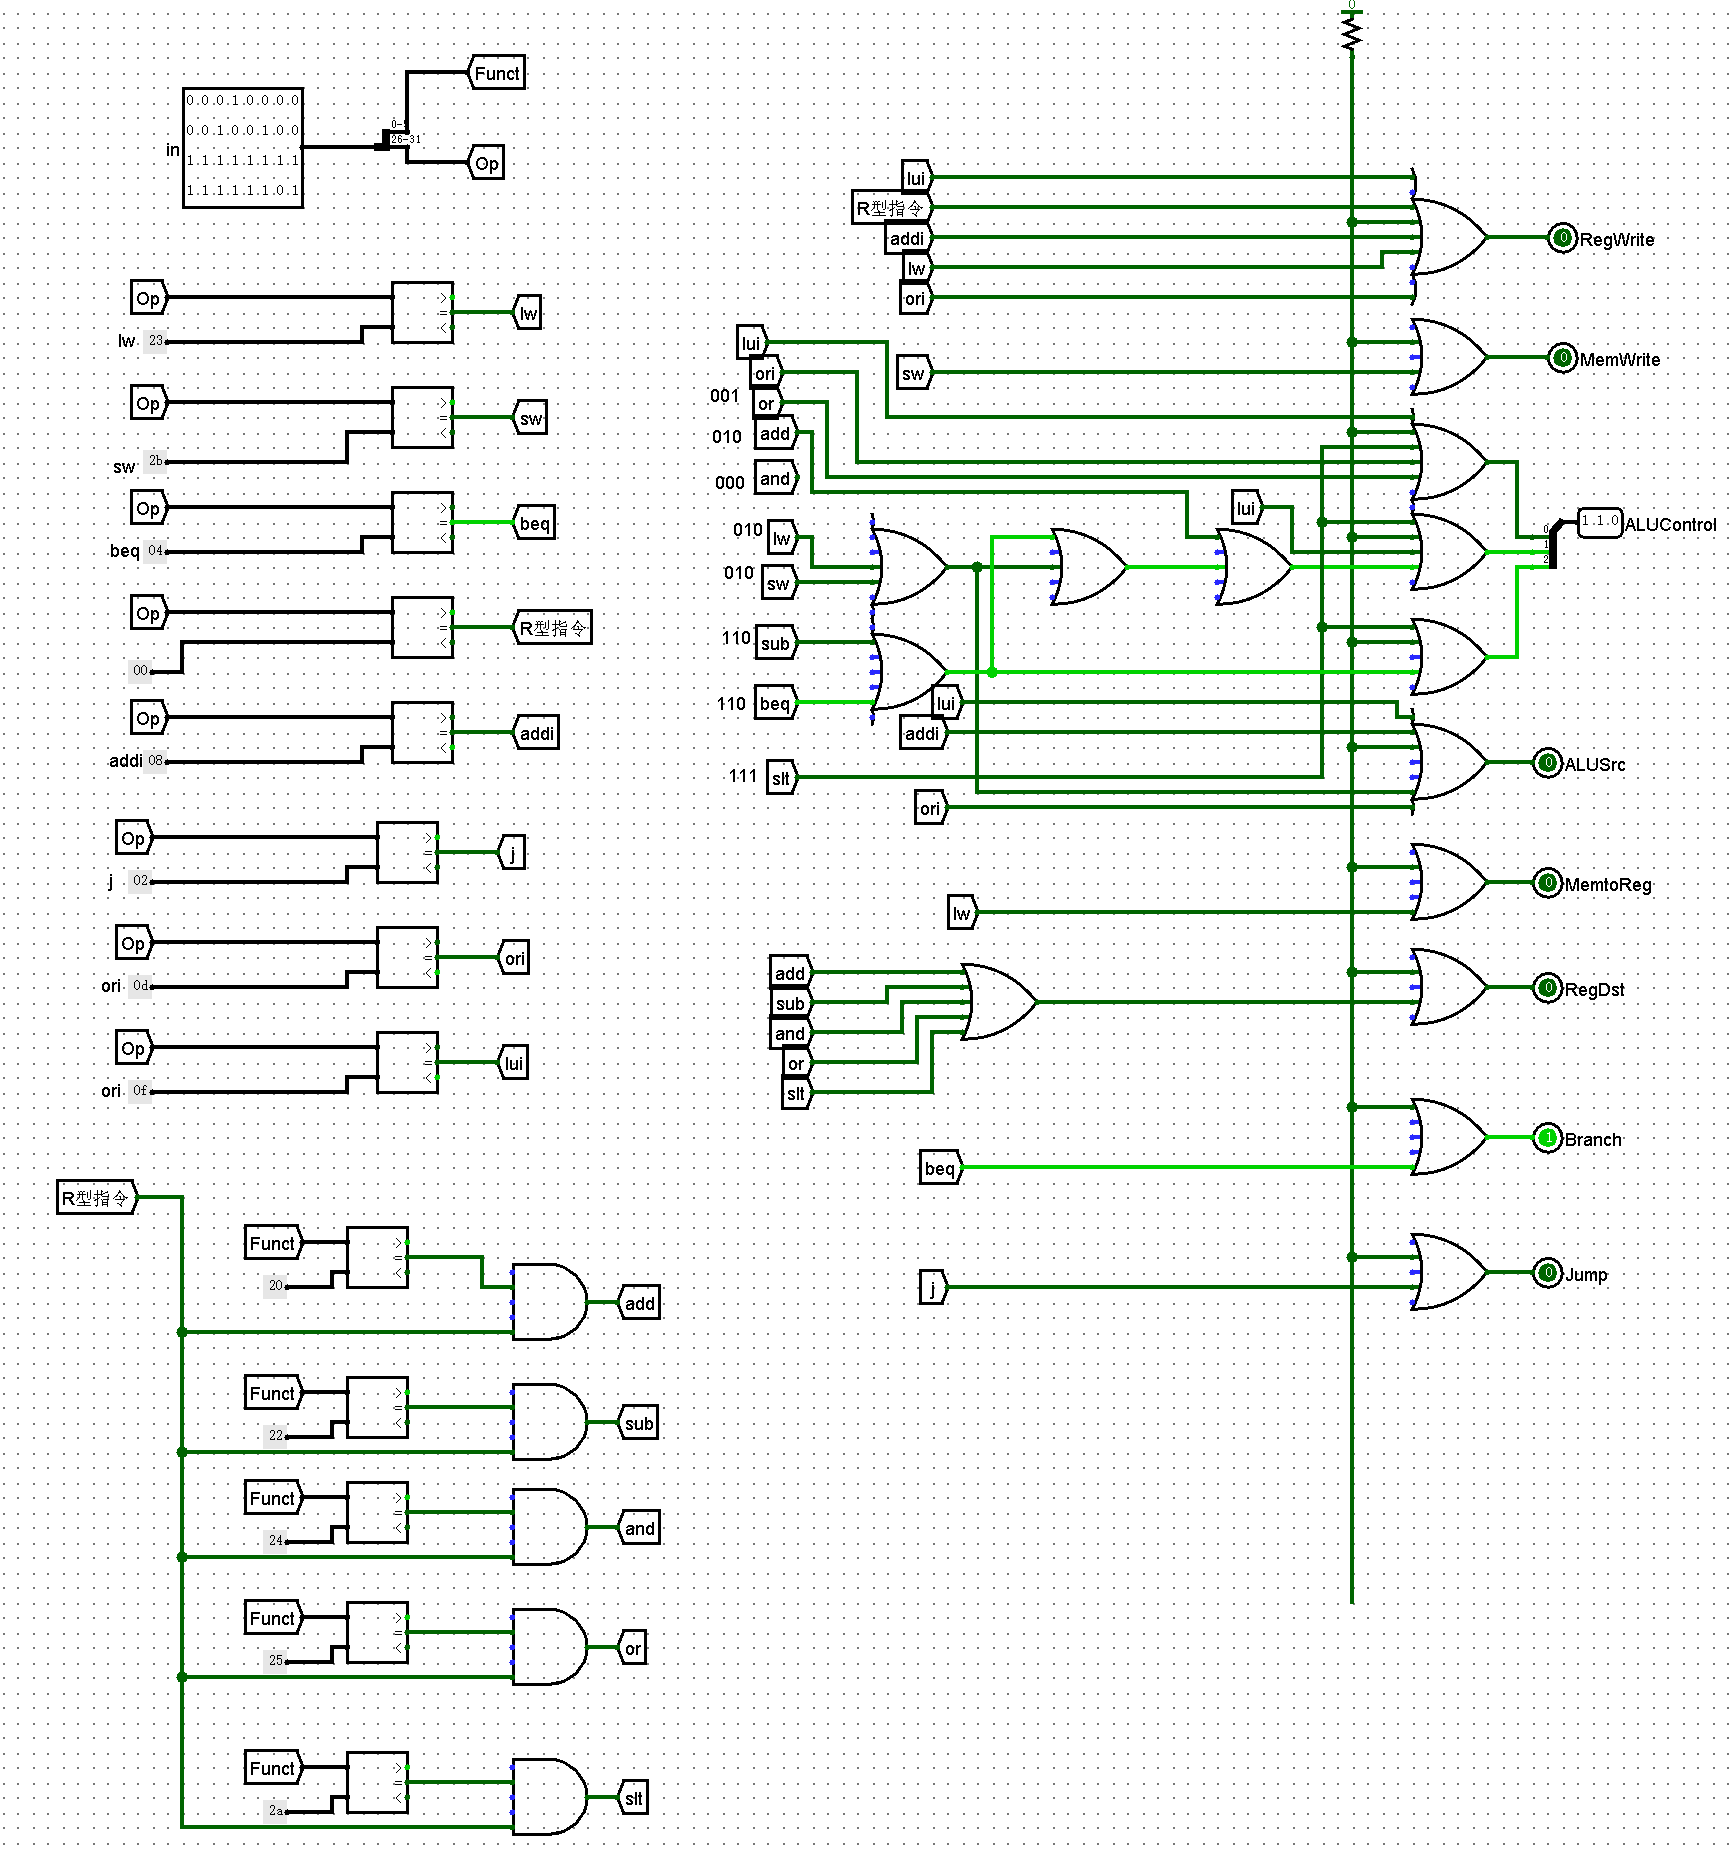 0
Funct
0 0 0 1 0 0 0 0
0 0 1 0 0 1 0 0
1 1 1 1 1 1 1 1
1 1 1 1 1 1 0 1
in
26-31
Op
Op
>
=
<
lw
lw 23
Op
>
=
<
sw
sw 2b
Op
>
=
<
beq
beq 04
Op
>
=
<
R型指令
00
Op
>
=
<
addi
addi 08
Op
>
=
<
j
j 02
Op
>
=
<
ori
ori 0d
Op
>
=
<
lui
ori 0f
R型指令
Funct
>
=
<
20
add
Funct
>
=
<
22
sub
Funct
>
=
<
24
and
Funct
>
=
<
25
or
Funct
>
=
<
2a
slt
lui
R型指令
addi
lw
ori
0 RegWrite
sw
0 MemWrite
lui
ori
001 or
010 add
000 and
010 lw
010 sw
110 sub
110 beq
111 slt
lui
0
1
2
1 1 0 ALUControl
lui
addi
ori
0 ALUSrc
lw
0 MemtoReg
add
sub
and
or
slt
0 RegDst
beq
1 Branch
j
0 Jump